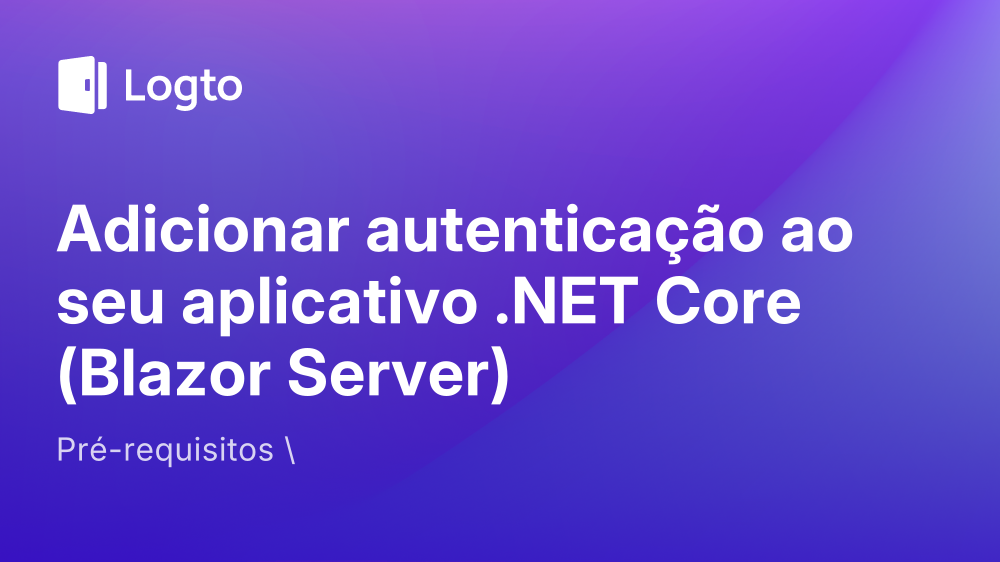 Logto
Adicionar autenticação ao
seu aplicativo .NET Core
(Blazor Server)
Pré-requisitos \